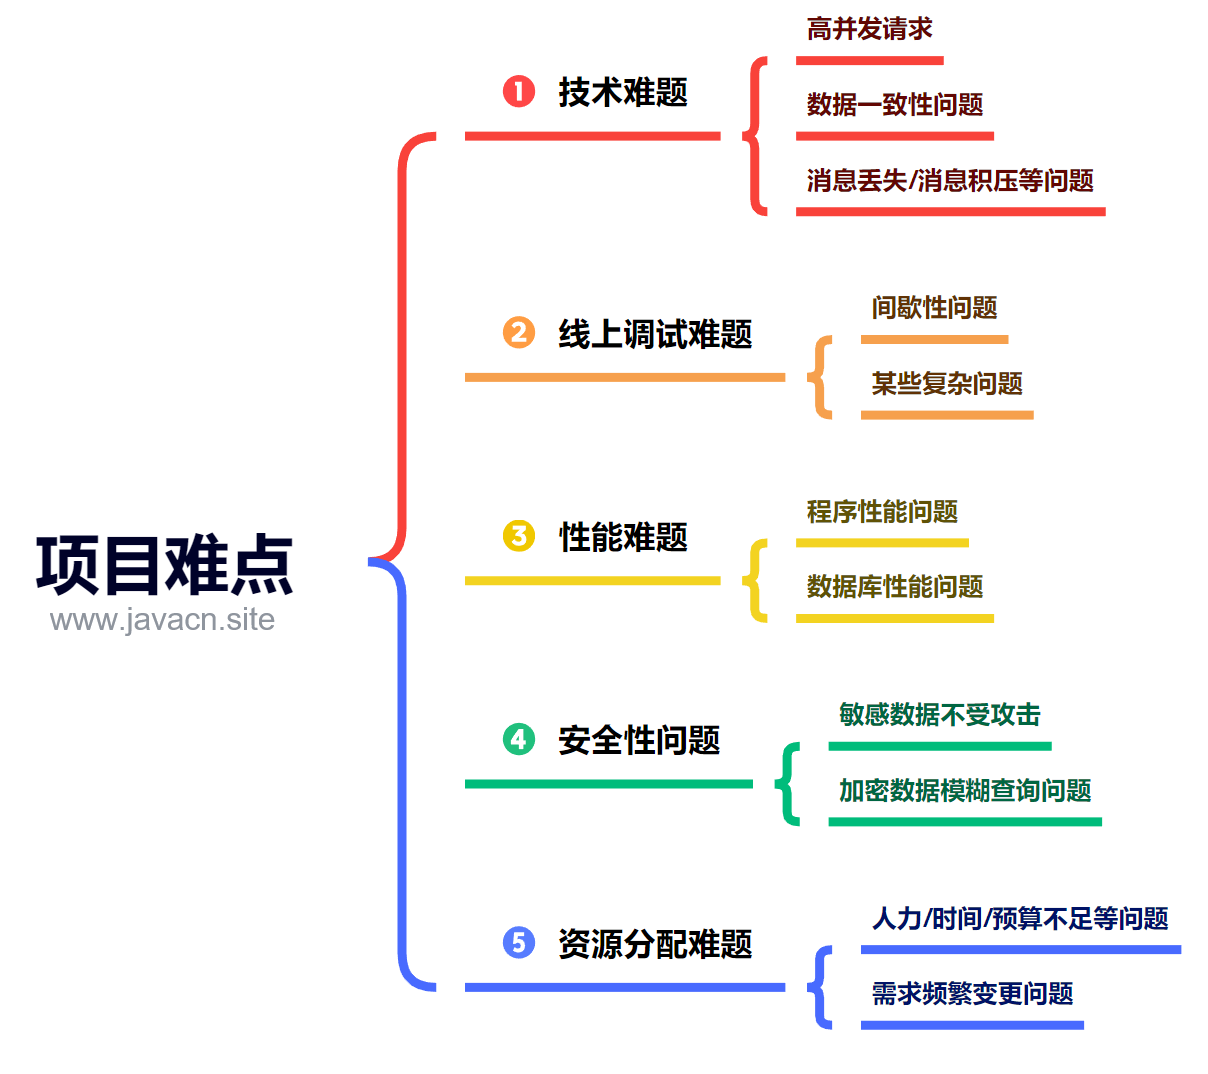 项目难点
www.javacn.site
1 技术难题
高并发请求
数据一致性问题
消息丢失/消息积压等问题
2 线上调试难题
间歇性问题
某些复杂问题
3 性能难题
程序性能问题
数据库性能问题
4 安全性问题
敏感数据不受攻击
加密数据模糊查询问题
5 资源分配难题
人力/时间/预算不足等问题
需求频繁变更问题